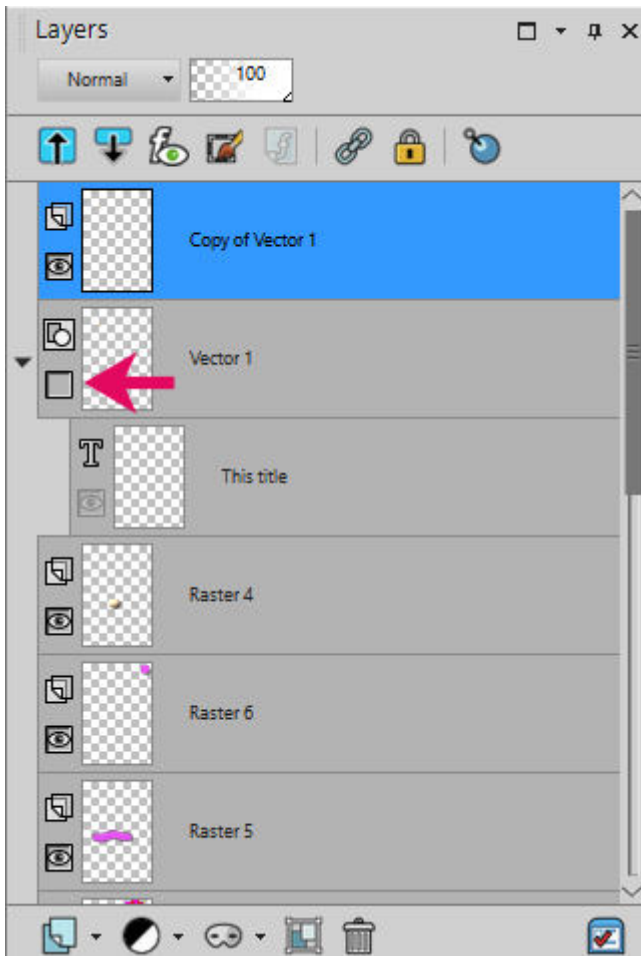 Layers
Normal
100
Copy of Vector 1
Vector 1
T
This title
Raster 4
Raster 6
Raster 5